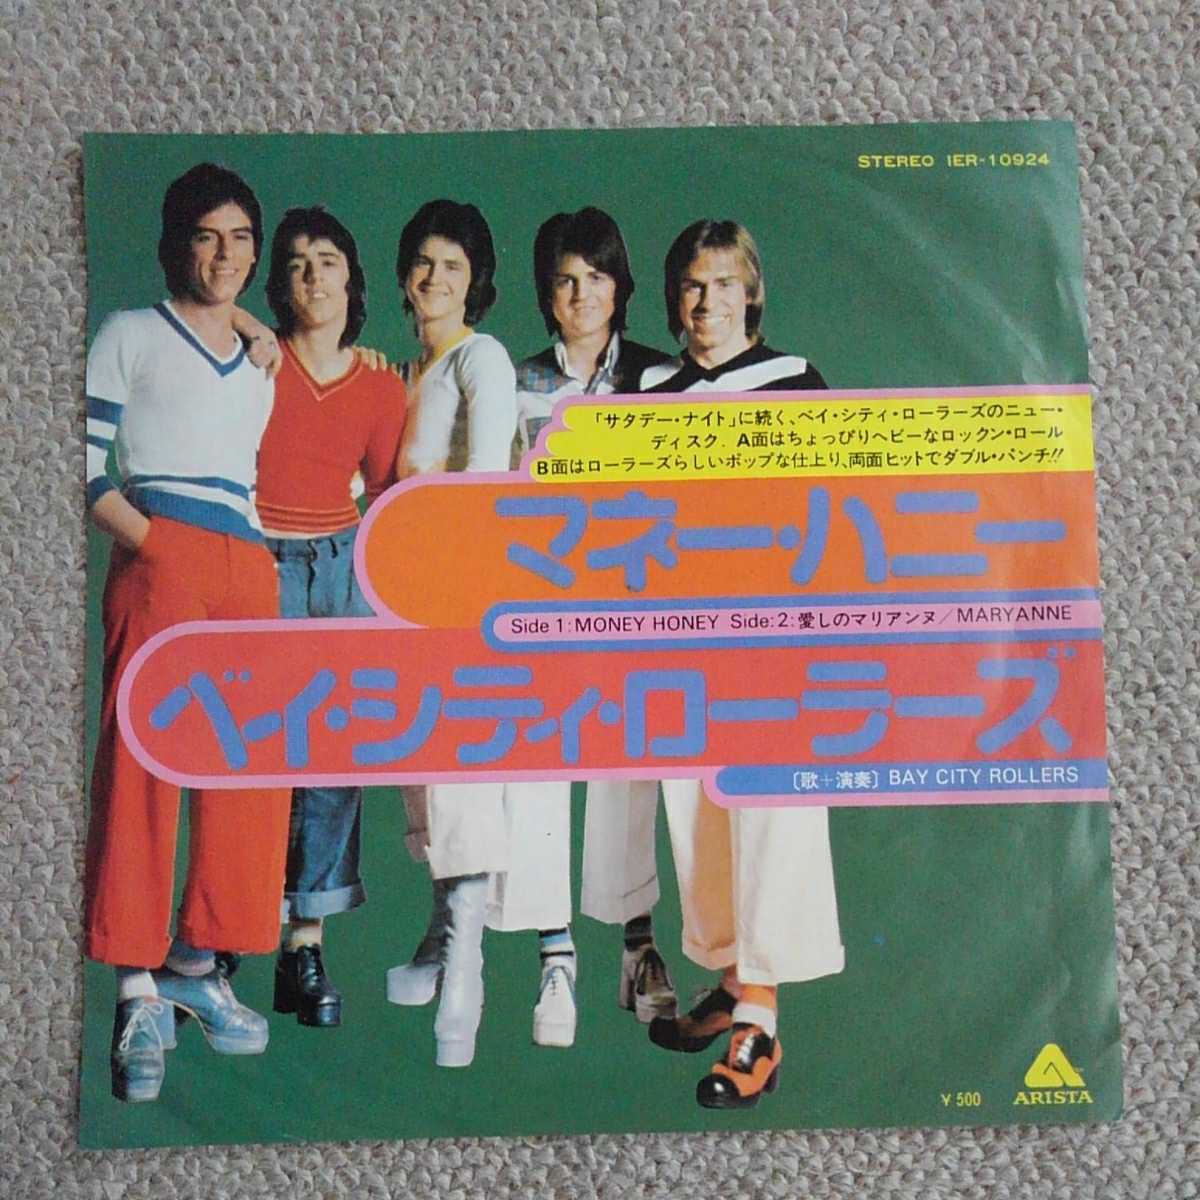 STEREO IER-10924
「サタデー・ナイト」に続く、ベイ・シティ・ローラーズのニュー・
ディスク．A面はちょっぴりヘビーなロックン・ロール
B面はローラーズらしいポップな仕上り、両面ヒットでダブル・パンチ!!
マネー・ハニー
Side 1:MONEY HONEY Side:2:愛しのマリアンヌ／MARYANNE
ベイ・シティ・ローラーズ
〔歌＋演奏〕BAY CITY ROLLERS
¥ 500
ARISTA